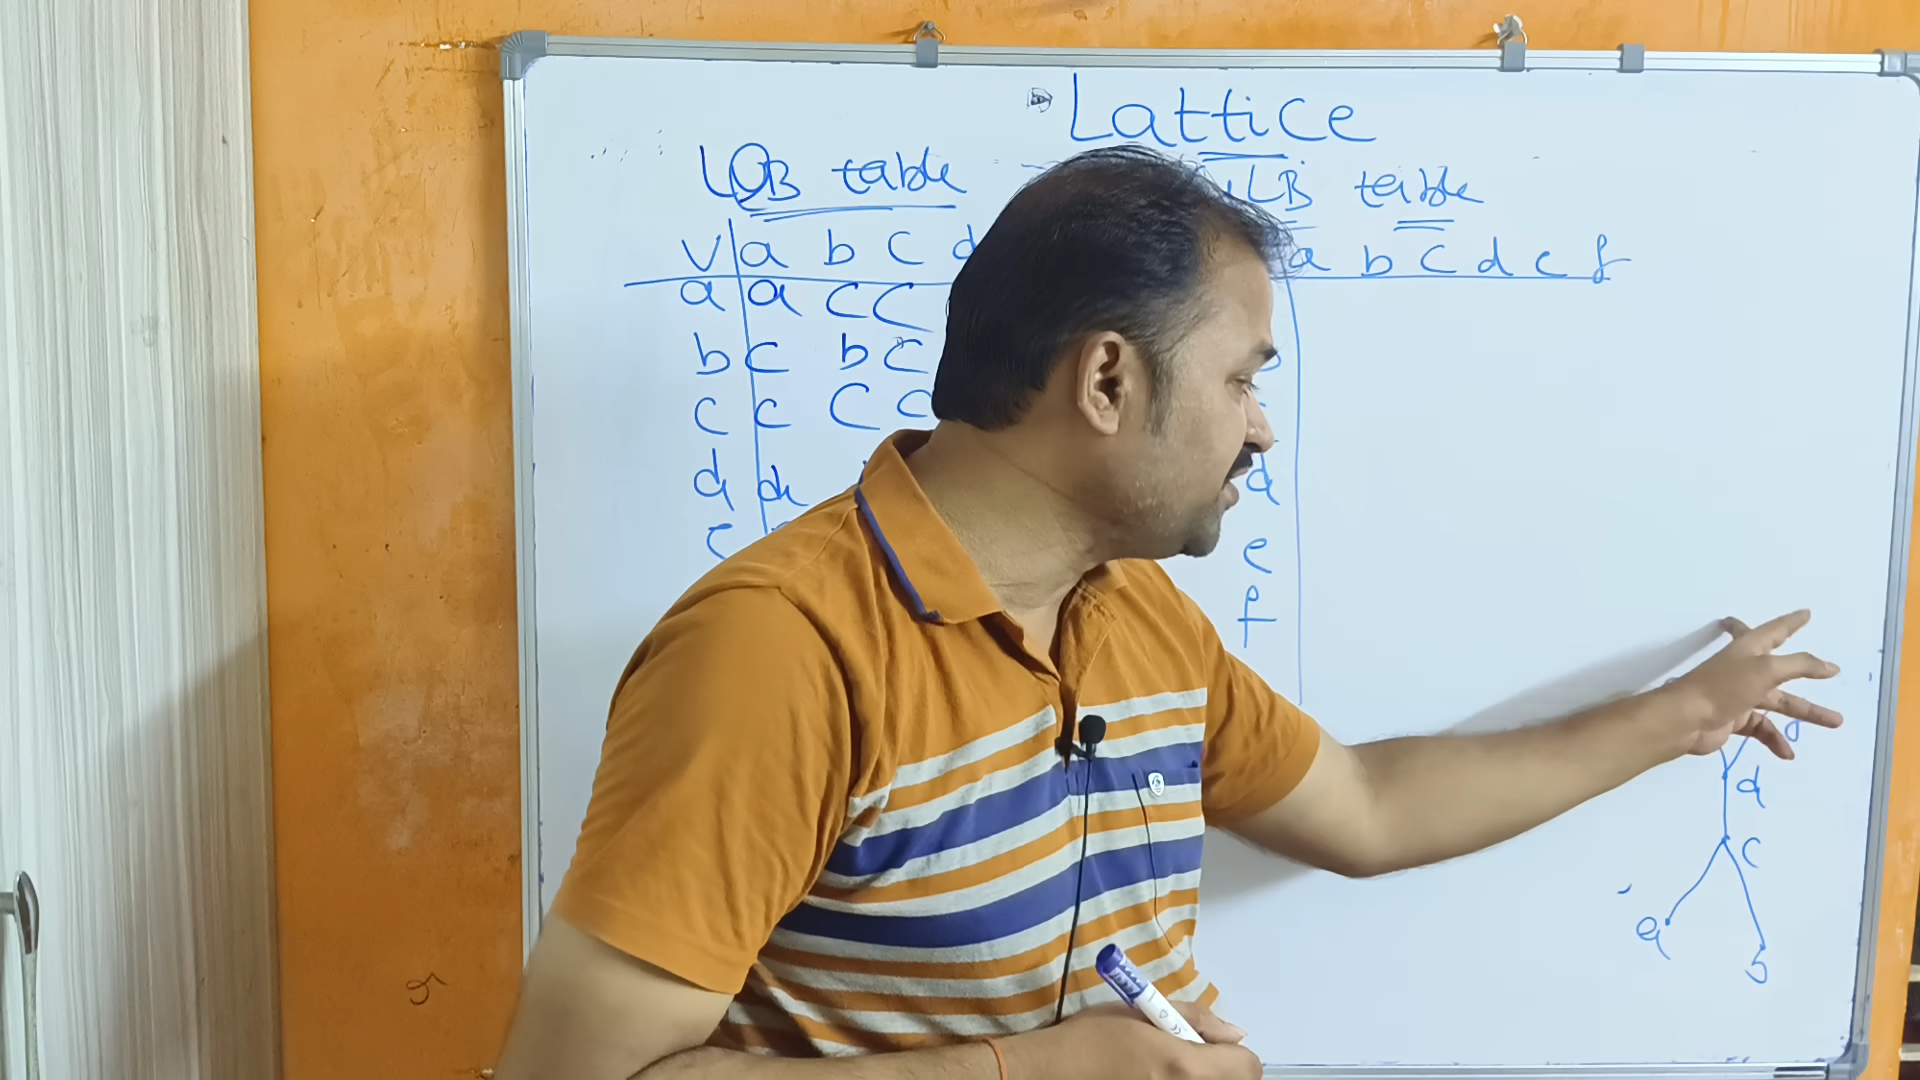 Lattice
LUB table
LB table
V a b c d
a b c d e f
a a c c
b c b c
c c c c
d d
d
e
e
f
d
c
a
b